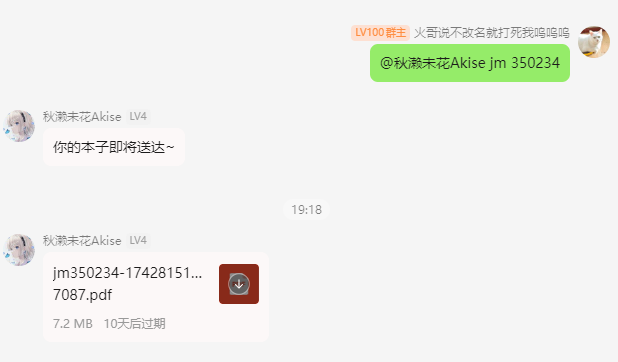 LV100 群主 火哥说不改名就打死我呜呜呜
@秋濑未花Akise jm 350234
秋濑未花Akise LV4
你的本子即将送达~
19:18
秋濑未花Akise LV4
jm350234-17428151...
7087.pdf
7.2 MB 10天后过期